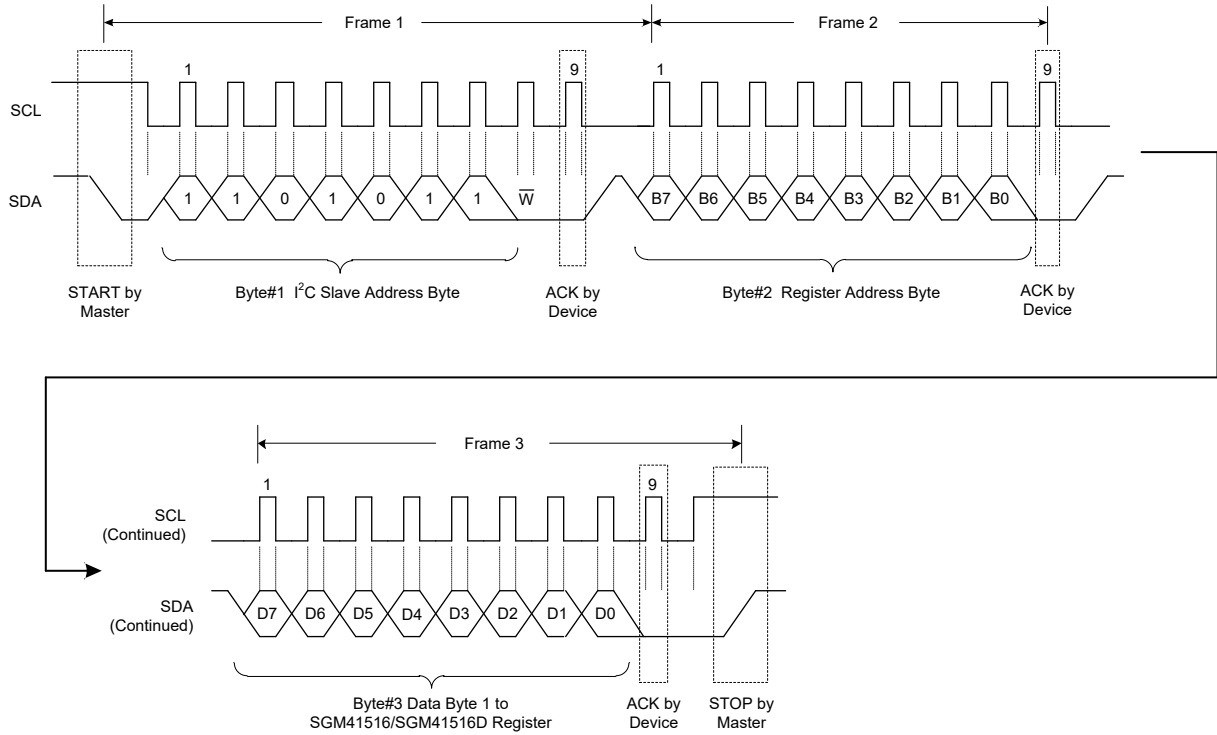 Frame 1
Frame 2
1
9
1
9
SCL
SDA
1
1
0
1
0
1
1
W̅
B7
B6
B5
B4
B3
B2
B1
B0
START by
Master
Byte#1 I²C Slave Address Byte
ACK by
Device
Byte#2 Register Address Byte
ACK by
Device
Frame 3
1
9
SCL
(Continued)
SDA
(Continued)
D7
D6
D5
D4
D3
D2
D1
D0
Byte#3 Data Byte 1 to
SGM41516/SGM41516D Register
ACK by
Device
STOP by
Master